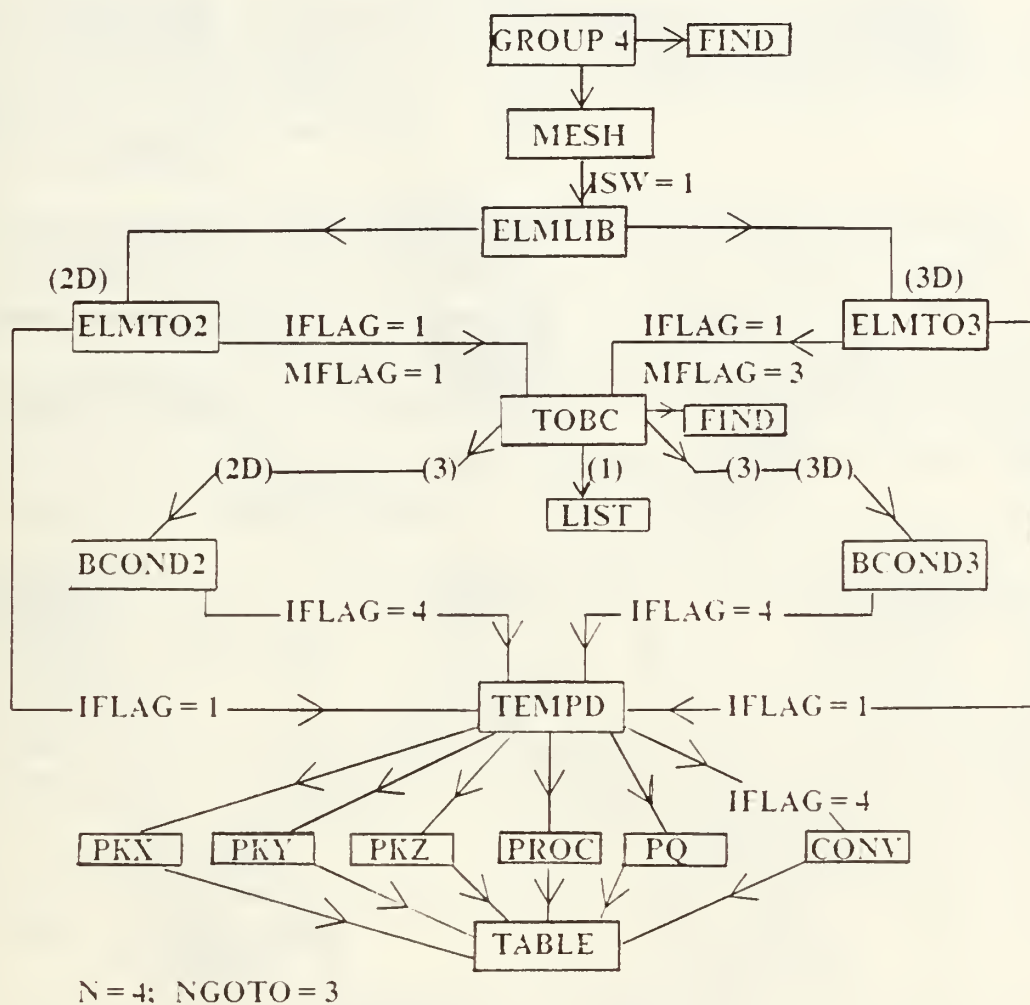 GROUP 4
FIND
MESH
ISW = 1
ELMLIB
(2D)
(3D)
ELMTO2
IFLAG = 1
IFLAG = 1
ELMTO3
MFLAG = 1
MFLAG = 3
TOBC
FIND
(2D)
(3)
(1)
(3)
(3D)
LIST
BCOND2
BCOND3
IFLAG = 4
IFLAG = 4
IFLAG = 1
TEMPD
IFLAG = 1
IFLAG = 4
PKX
PKY
PKZ
PROC
PQ
CONV
TABLE
N = 4; NGOTO = 3